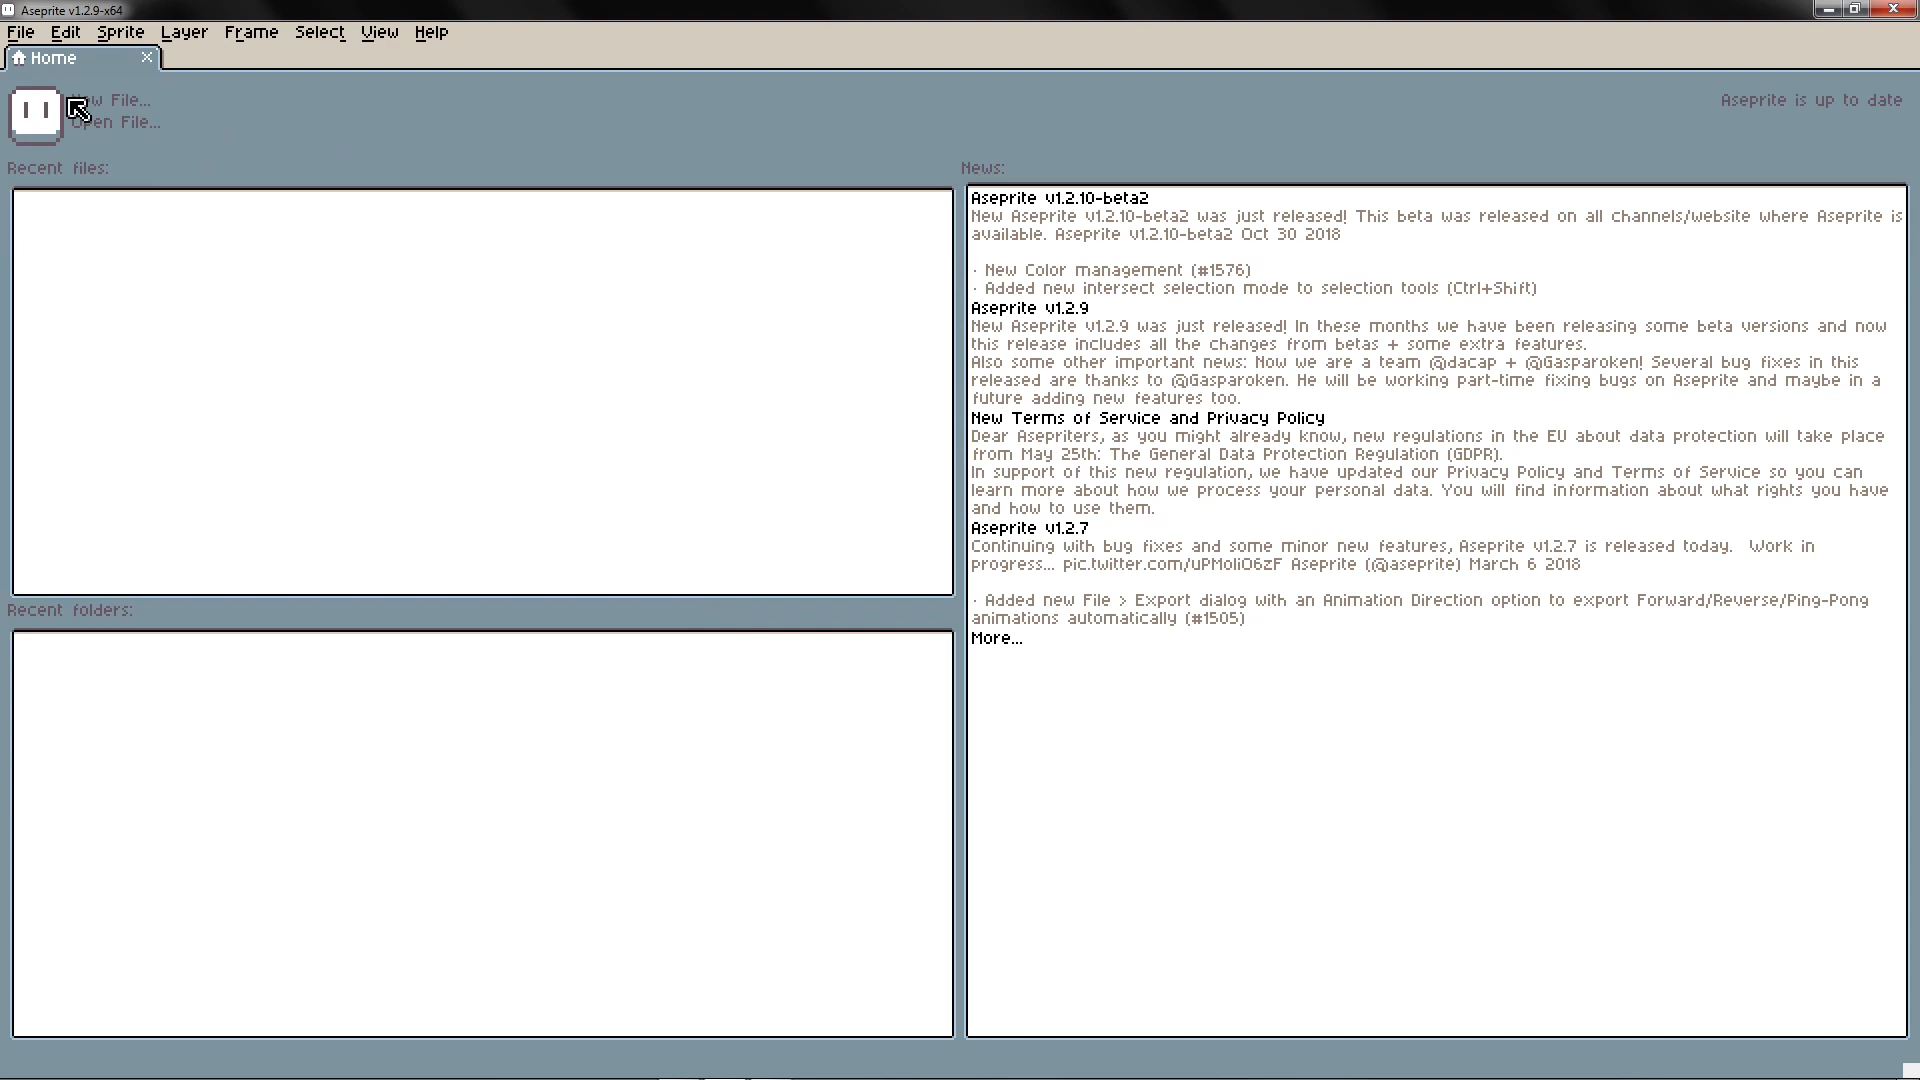 Aseprite v1.2.9-x64
File Edit Sprite Layer Frame Select View Help
Home
File...
File...
Aseprite is up to date
Recent files:
News:
Aseprite v1.2.10-beta2
New Aseprite v1.2.10-beta2 was just released! This beta was released on all channels/website where Aseprite is
available. Aseprite v1.2.10-beta2 Oct 30 2018
· New Color management (#1576)
· Added new intersect selection mode to selection tools (Ctrl+Shift)
Aseprite v1.2.9
New Aseprite v1.2.9 was just released! In these months we have been releasing some beta versions and now
this release includes all the changes from betas + some extra features.
Also some other important news: Now we are a team @dacap + @Gasparoken! Several bug fixes in this
released are thanks to @Gasparoken. He will be working part-time fixing bugs on Aseprite and maybe in a
future adding new features too.
New Terms of Service and Privacy Policy
Dear Asepriters, as you might already know, new regulations in the EU about data protection will take place
from May 25th: The General Data Protection Regulation (GDPR).
In support of this new regulation, we have updated our Privacy Policy and Terms of Service so you can
learn more about how we process your personal data. You will find information about what rights you have
and how to use them.
Aseprite v1.2.7
Continuing with bug fixes and some minor new features, Aseprite v1.2.7 is released today. Work in
progress... pic.twitter.com/uPMoliO6zF Aseprite (@aseprite) March 6 2018
· Added new File > Export dialog with an Animation Direction option to export Forward/Reverse/Ping-Pong
animations automatically (#1505)
More...
Recent folders: